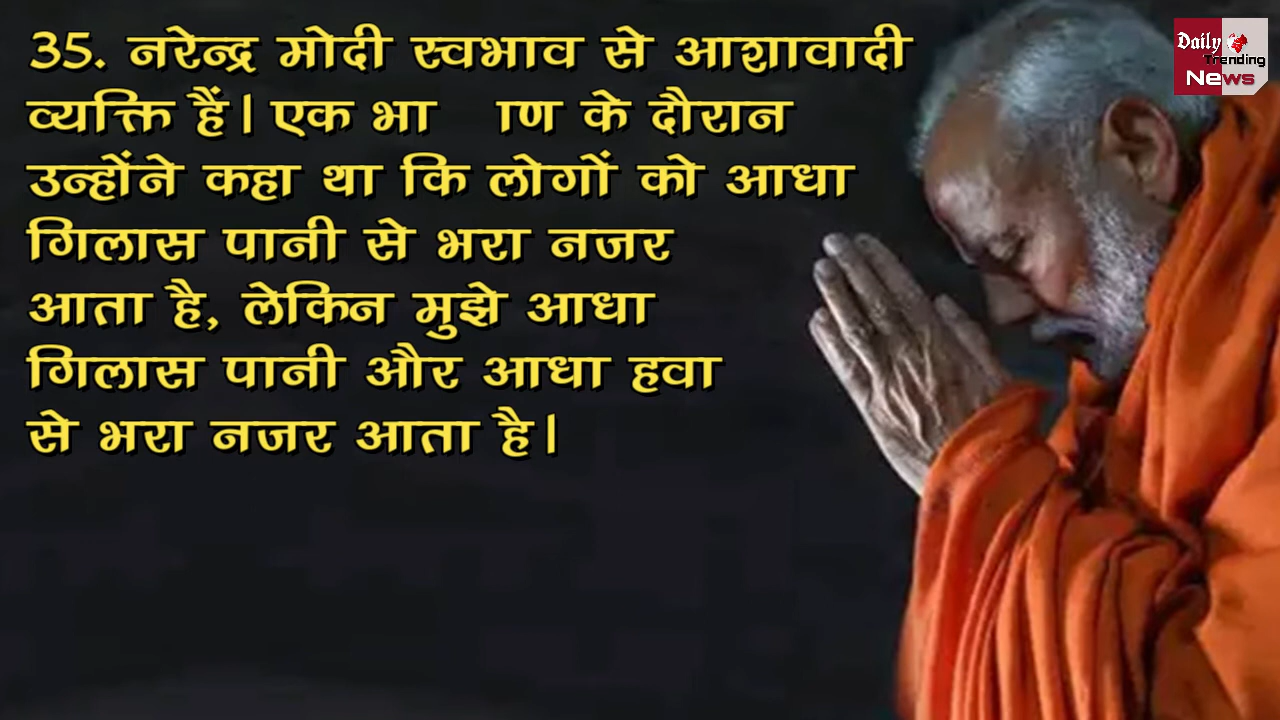 35. नरेन्द्र मोदी स्वभाव से आशावादी
व्यक्ति हैं। एक भा ाण के दौरान
उन्होंने कहा था कि लोगों को आधा
गिलास पानी से भरा नजर
आता है, लेकिन मुझे आधा
गिलास पानी और आधा हवा
से भरा नजर आता है।
Daily
Trending
News